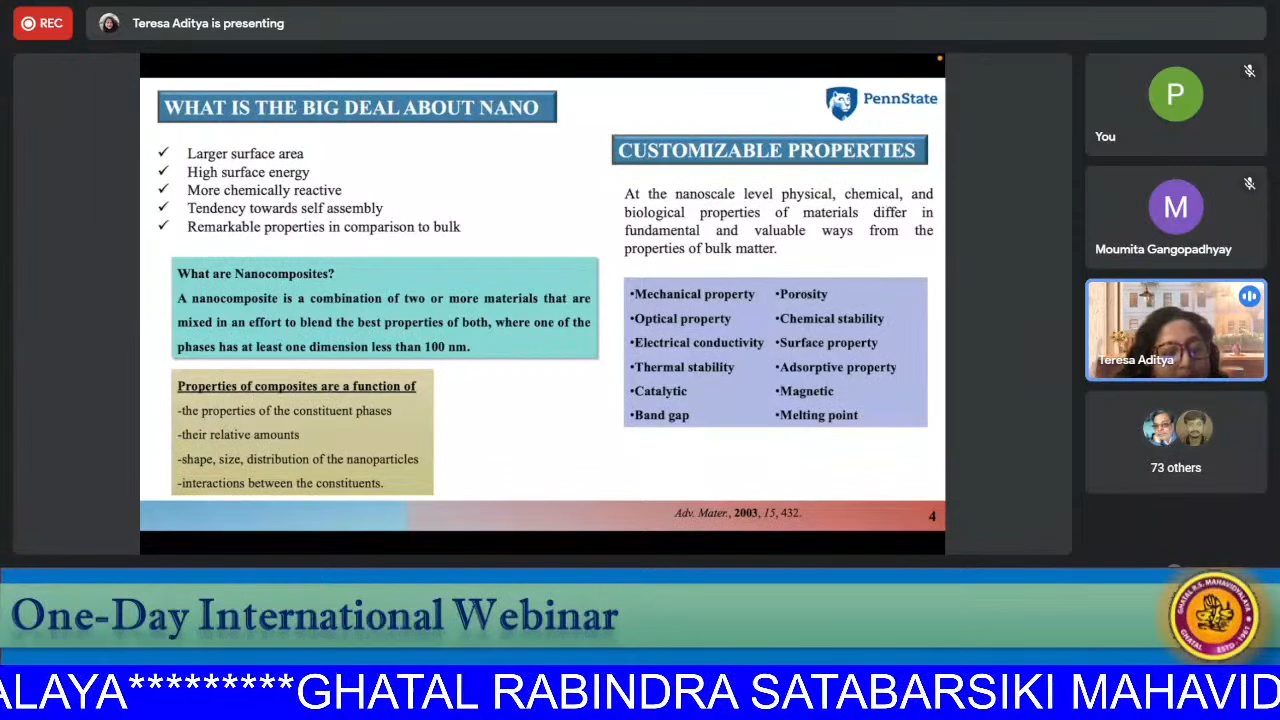 REC
Teresa Aditya is presenting
WHAT IS THE BIG DEAL ABOUT NANO
PennState
Larger surface area
High surface energy
More chemically reactive
Tendency towards self assembly
Remarkable properties in comparison to bulk
What are Nanocomposites?
A nanocomposite is a combination of two or more materials that are
mixed in an effort to blend the best properties of both, where one of the
phases has at least one dimension less than 100 nm.
Properties of composites are a function of
-the properties of the constituent phases
-their relative amounts
-shape, size, distribution of the nanoparticles
-interactions between the constituents.
CUSTOMIZABLE PROPERTIES
At the nanoscale level physical, chemical, and
biological properties of materials differ in
fundamental and valuable ways from the
properties of bulk matter.
•Mechanical property
•Optical property
•Electrical conductivity
•Thermal stability
•Catalytic
•Band gap
•Porosity
•Chemical stability
•Surface property
•Adsorptive property
•Magnetic
•Melting point
Adv. Mater., 2003, 15, 432.
4
P
You
M
Moumita Gangopadhyay
Teresa Aditya
73 others
One-Day International Webinar
GHATAL R.S. MAHAVIDYALAYA
GHATAL ESTD-1961
ALAYA*********GHATAL RABINDRA SATABARSIKI MAHAVID